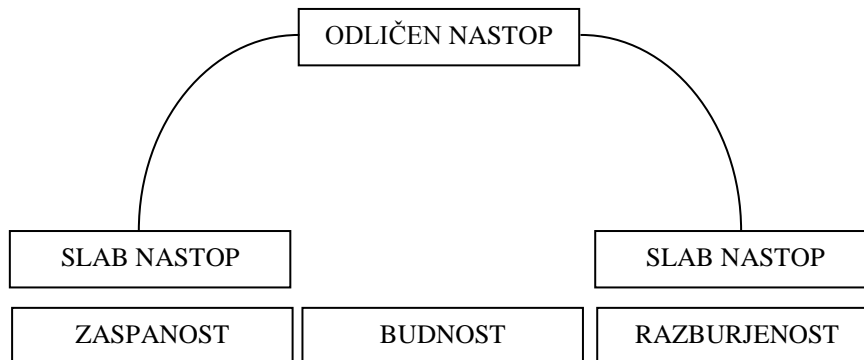 ODLIČEN NASTOP
SLAB NASTOP
SLAB NASTOP
ZASPANOST
BUDNOST
RAZBURJENOST